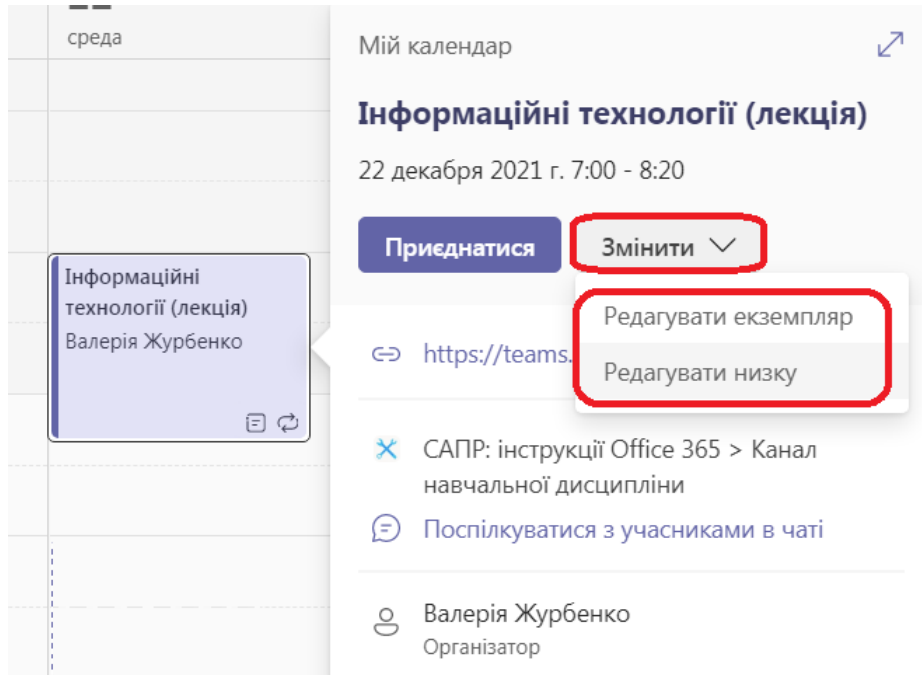 среда
Інформаційні
технології (лекція)
Валерія Журбенко
Мій календар
Інформаційні технології (лекція)
22 декабря 2021 г. 7:00 - 8:20
Приєднатися
Змінити
Редагувати екземпляр
Редагувати низку
https://teams.
САПР: інструкції Office 365 > Канал
навчальної дисципліни
Поспілкуватися з учасниками в чаті
Валерія Журбенко
Організатор